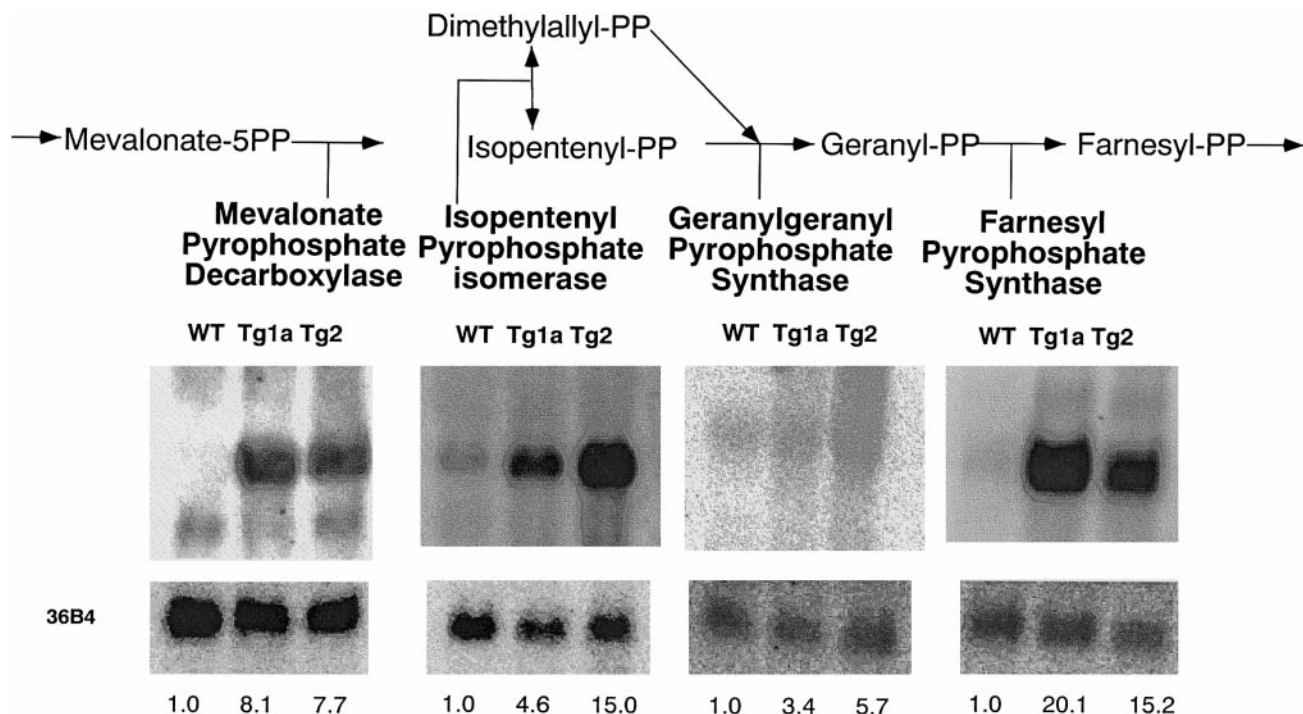 Dimethylallyl-PP
Mevalonate-5PP
Isopentenyl-PP
Geranyl-PP
Farnesyl-PP
Mevalonate
Pyrophosphate
Decarboxylase
Isopentenyl
Pyrophosphate
isomerase
Geranylgeranyl
Pyrophosphate
Synthase
Farnesyl
Pyrophosphate
Synthase
WT Tg1a Tg2
WT Tg1a Tg2
WT Tg1a Tg2
WT Tg1a Tg2
36B4
1.0 8.1 7.7
1.0 4.6 15.0
1.0 3.4 5.7
1.0 20.1 15.2